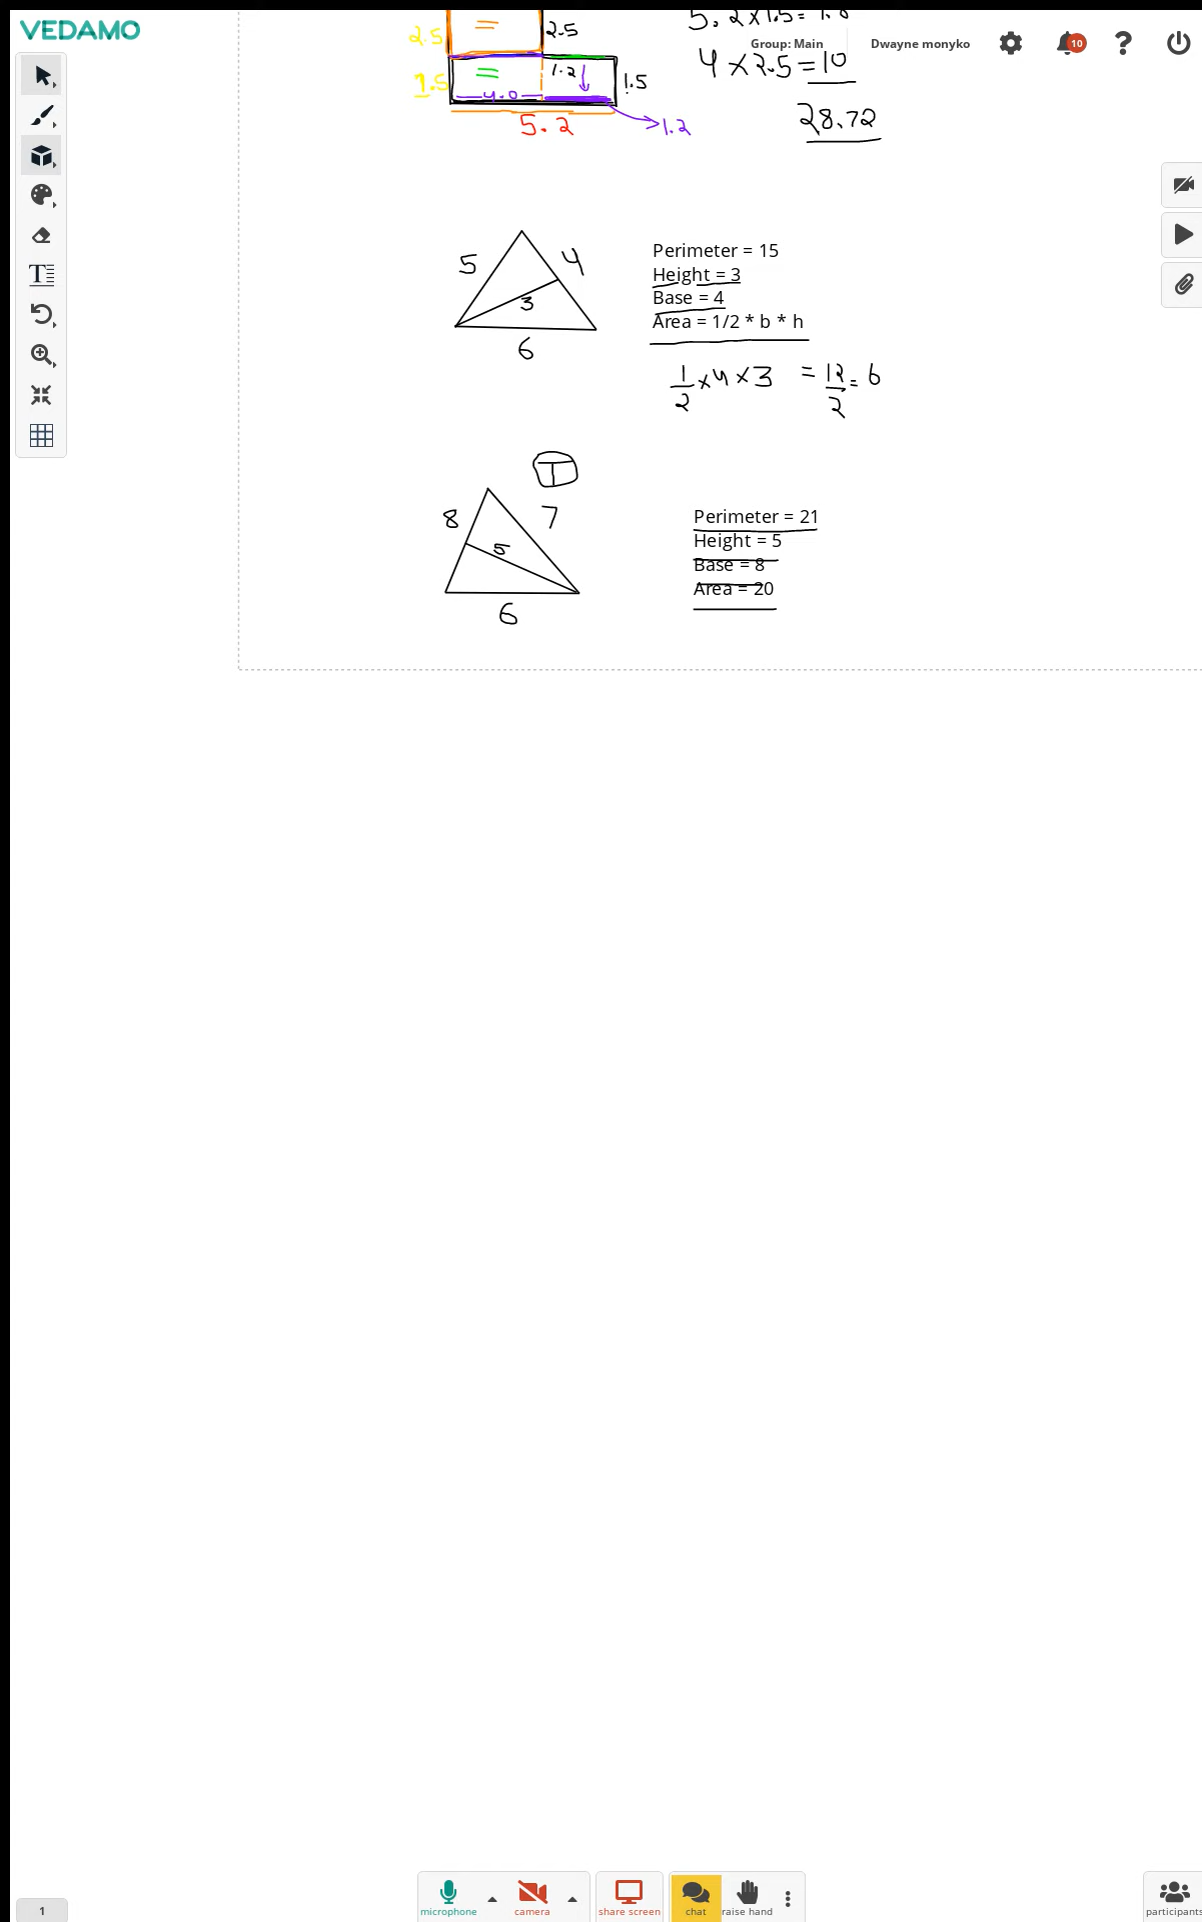 VEDAMO
Group: Main
Dwayne monyko
10
2.5
2.5
4 x 2.5 = 10
1.5
1.2
1.5
4.0
28.72
5.2
1.2
5
4
3
6
Perimeter = 15
Height = 3
Base = 4
Area = 1/2 * b * h
1/2 x 4 x 3 = 12/2 = 6
T
8
7
5
6
Perimeter = 21
Height = 5
Base = 8
Area = 20
1
microphone
camera
share screen
chat
raise hand
participants